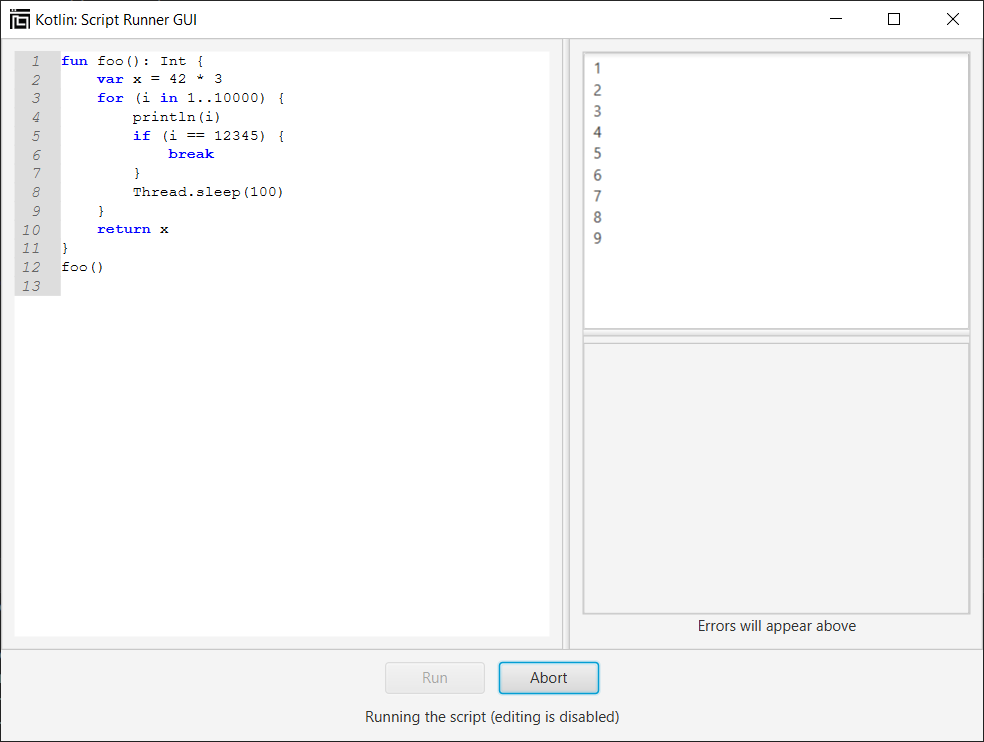 Kotlin: Script Runner GUI
1 fun foo(): Int {
2     var x = 42 * 3
3     for (i in 1..10000) {
4         println(i)
5         if (i == 12345) {
6             break
7         }
8         Thread.sleep(100)
9     }
10     return x
11 }
12 foo()
13
1
2
3
4
5
6
7
8
9
Errors will appear above
Run Abort
Running the script (editing is disabled)